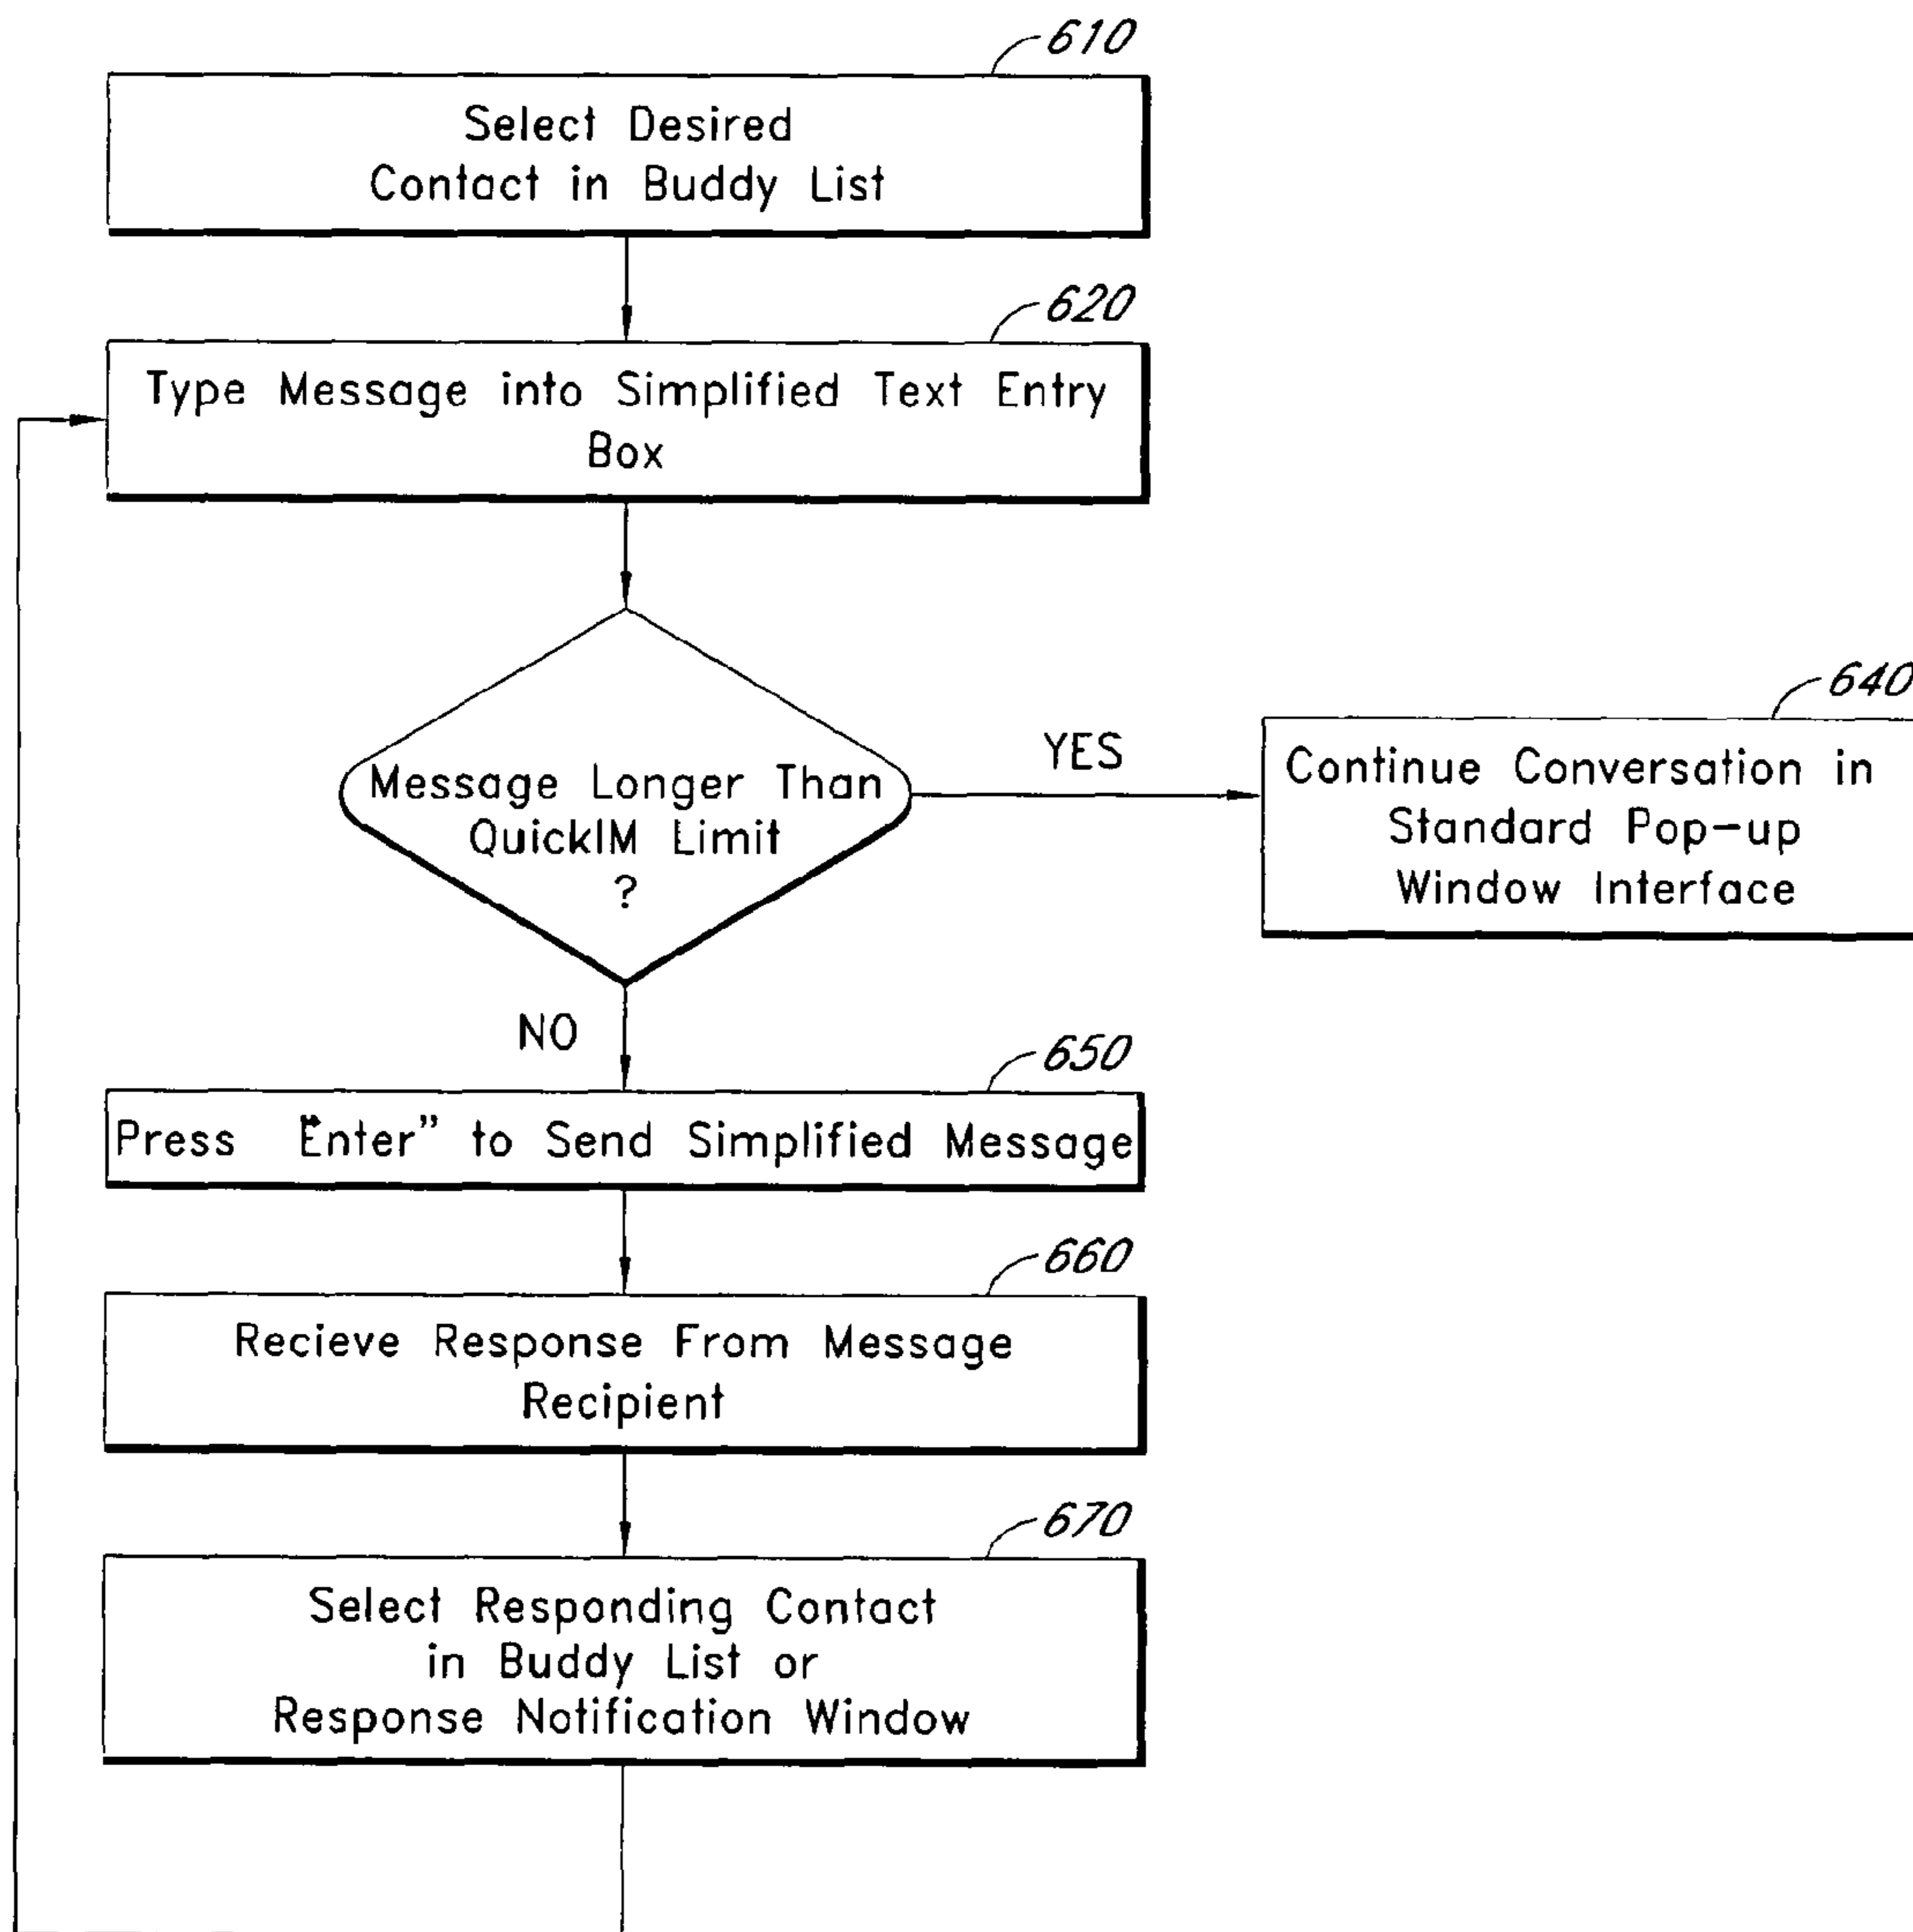 610
Select Desired
Contact in Buddy List
620
Type Message into Simplified Text Entry
Box
Message Longer Than
QuickIM Limit
?
YES
640
Continue Conversation in
Standard Pop-up
Window Interface
NO
650
Press "Enter" to Send Simplified Message
660
Recieve Response From Message
Recipient
670
Select Responding Contact
in Buddy List or
Response Notification Window